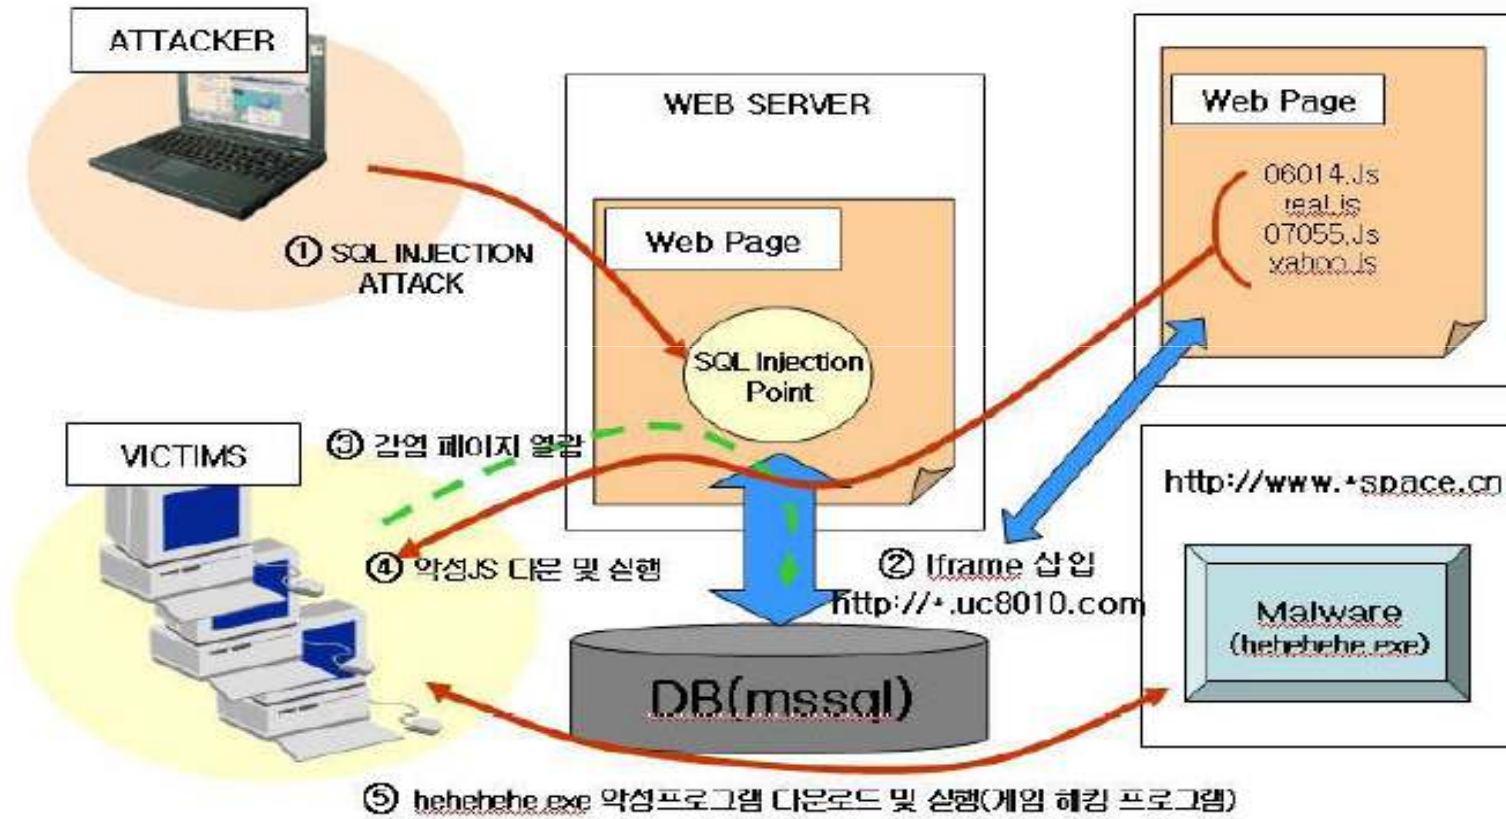 ATTACKER
WEB SERVER
Web Page
06014.Js
real.js
07055.Js
yahoo.js
Web Page
① SQL INJECTION
ATTACK
SQL Injection
Point
VICTIMS
③ 감염 페이지 열람
http://www.*space.cn
④ 악성JS 다운 및 실행
② Iframe 삽입
http://*.uc8010.com
Malware
(hehehehe.exe)
DB(mssql)
⑤ hehehehe.exe 악성프로그램 다운로드 및 실행(게임 해킹 프로그램)